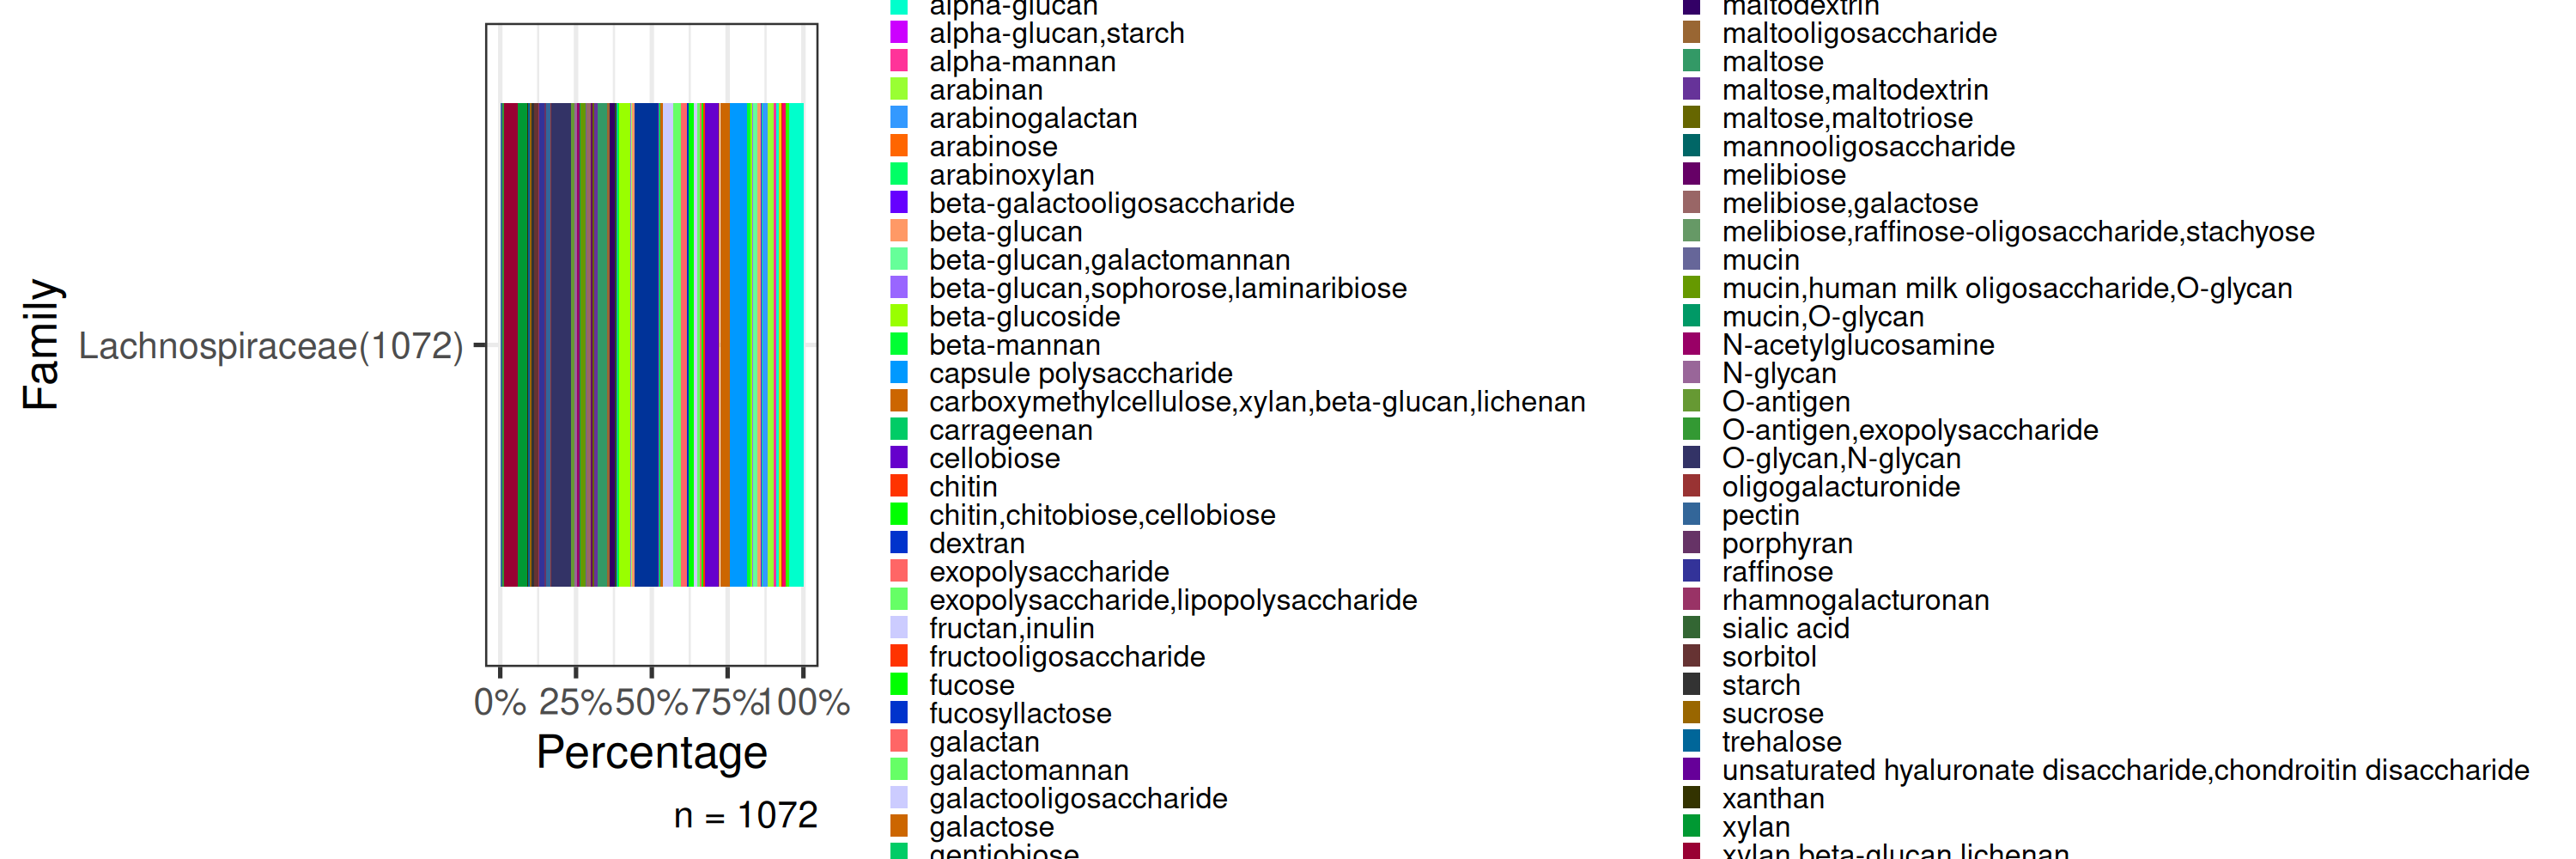 Family
Lachnospiraceae(1072)
0% 25% 50% 75% 100%
Percentage
n = 1072
alpha-glucan
alpha-glucan,starch
alpha-mannan
arabinan
arabinogalactan
arabinose
arabinoxylan
beta-galactooligosaccharide
beta-glucan
beta-glucan,galactomannan
beta-glucan,sophorose,laminaribiose
beta-glucoside
beta-mannan
capsule polysaccharide
carboxymethylcellulose,xylan,beta-glucan,lichenan
carrageenan
cellobiose
chitin
chitin,chitobiose,cellobiose
dextran
exopolysaccharide
exopolysaccharide,lipopolysaccharide
fructan,inulin
fructooligosaccharide
fucose
fucosyllactose
galactan
galactomannan
galactooligosaccharide
galactose
gentiobiose
maltodextrin
maltooligosaccharide
maltose
maltose,maltodextrin
maltose,maltotriose
mannooligosaccharide
melibiose
melibiose,galactose
melibiose,raffinose-oligosaccharide,stachyose
mucin
mucin,human milk oligosaccharide,O-glycan
mucin,O-glycan
N-acetylglucosamine
N-glycan
O-antigen
O-antigen,exopolysaccharide
O-glycan,N-glycan
oligogalacturonide
pectin
porphyran
raffinose
rhamnogalacturonan
sialic acid
sorbitol
starch
sucrose
trehalose
unsaturated hyaluronate disaccharide,chondroitin disaccharide
xanthan
xylan
xylan,beta-glucan,lichenan